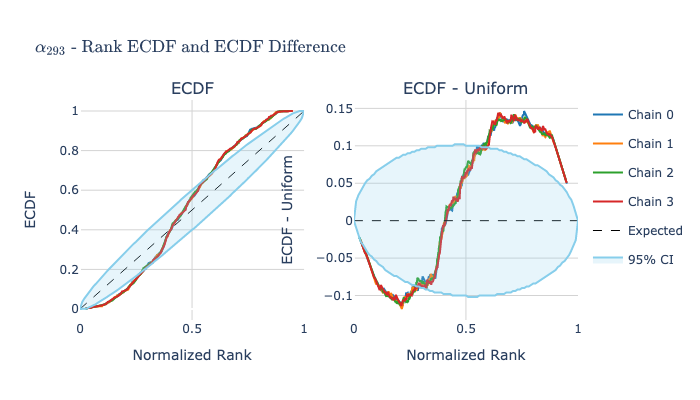 α₂₉₃ - Rank ECDF and ECDF Difference
ECDF
ECDF
1
0.8
0.6
0.4
0.2
0
0
0.5
1
Normalized Rank
ECDF - Uniform
ECDF - Uniform
0.15
0.1
0.05
0
−0.05
−0.1
0
0.5
1
Normalized Rank
Chain 0
Chain 1
Chain 2
Chain 3
Expected
95% CI